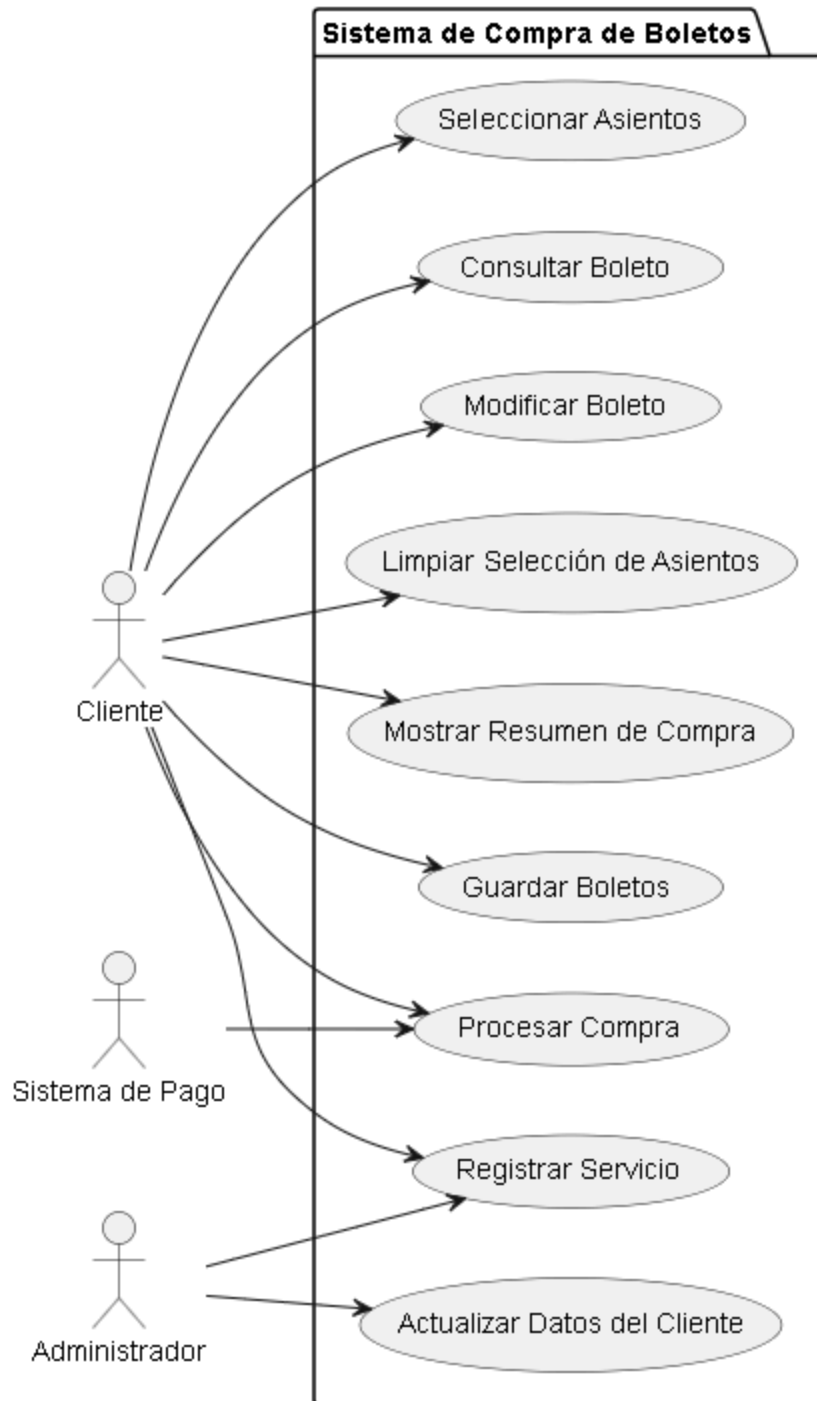 Sistema de Compra de Boletos
Seleccionar Asientos
Consultar Boleto
Modificar Boleto
Limpiar Selección de Asientos
Cliente
Mostrar Resumen de Compra
Guardar Boletos
Procesar Compra
Sistema de Pago
Registrar Servicio
Actualizar Datos del Cliente
Administrador